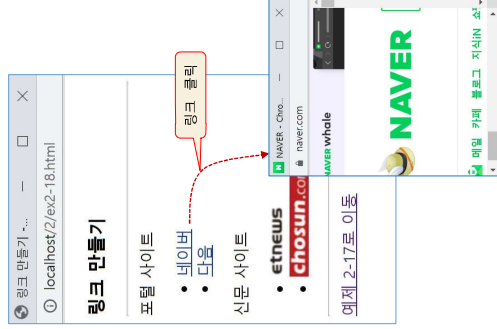 링크 만들기 -...
localhost/2/ex2-18.html
링크 만들기
포털 사이트
네이버
다음
신문 사이트
etnews
chosun.co
예제 2-17로 이동
링크 클릭
NAVER - Chro...
naver.com
NAVER whale
NAVER
메일 카페 블로그 지식iN